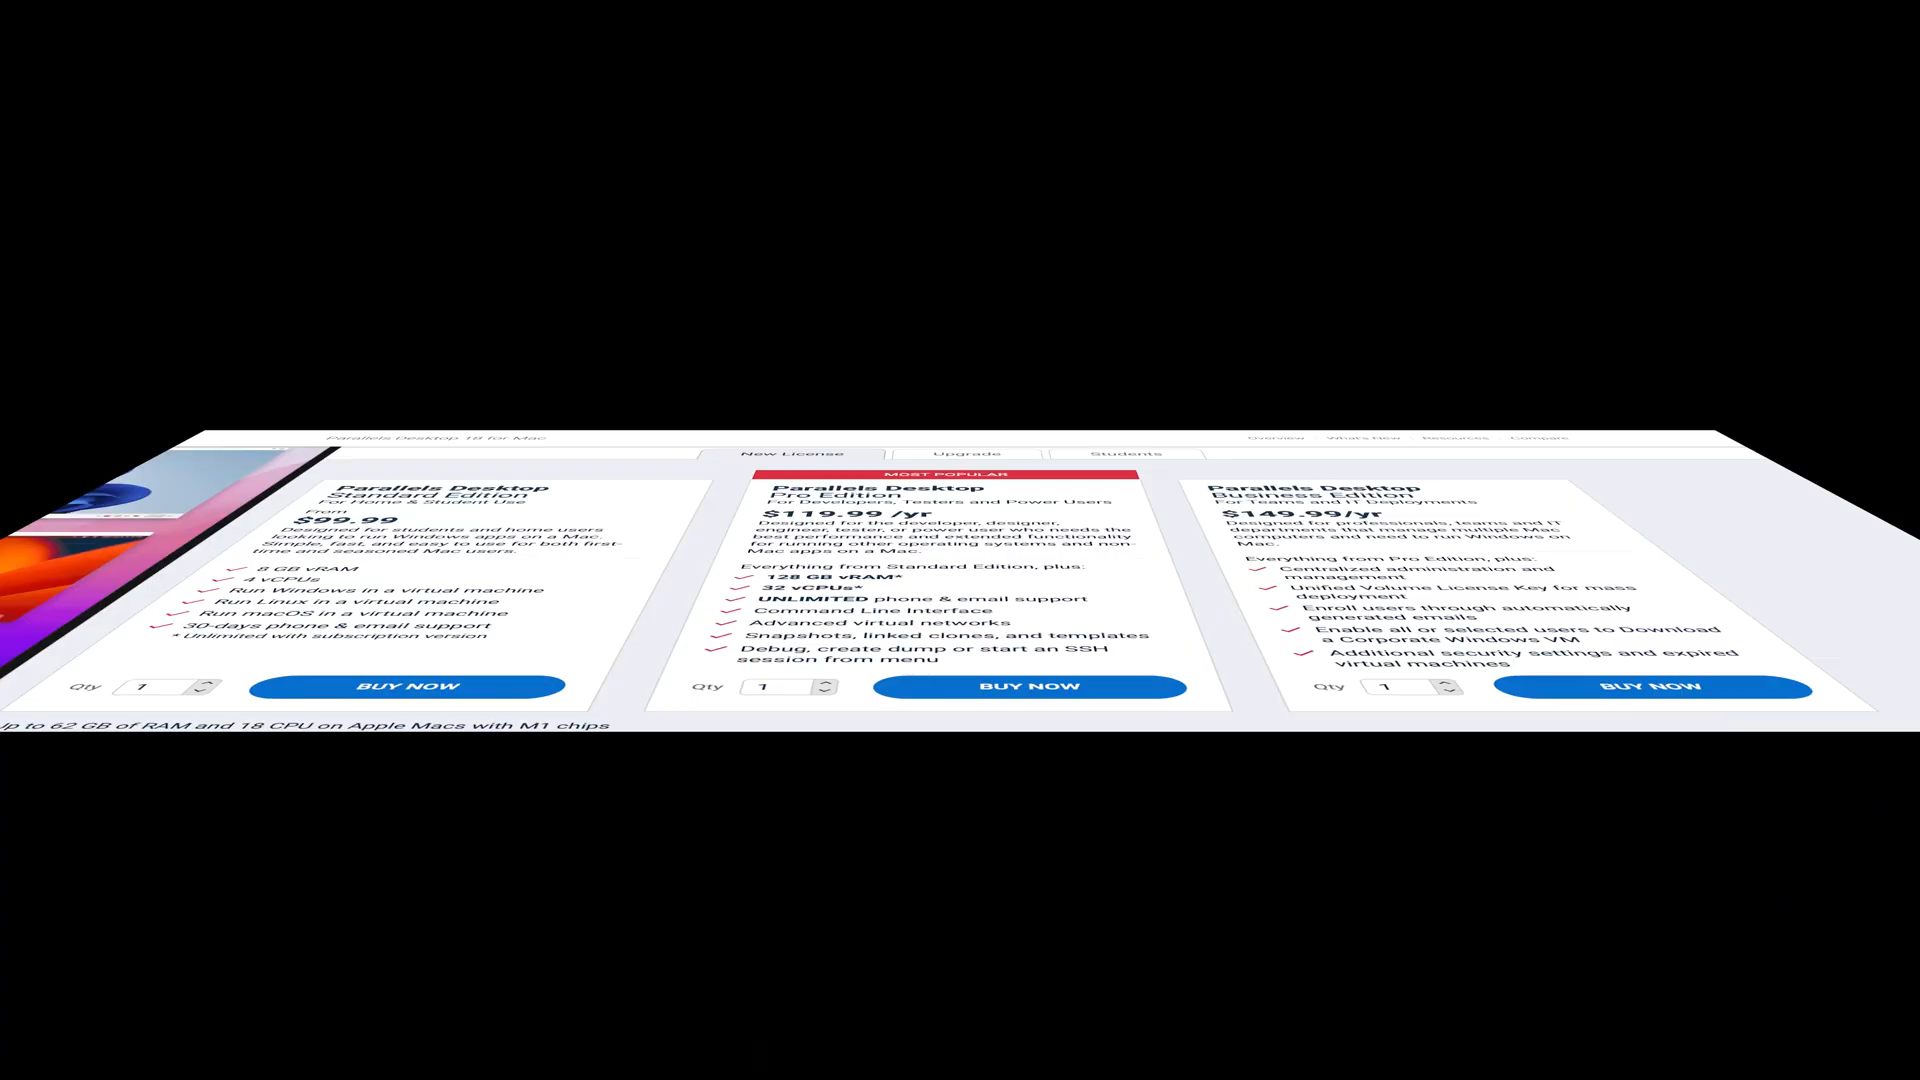 Parallels Desktop 18 for Mac
Overview What's New Resources Compare
New License Upgrade Students
MOST POPULAR
Parallels Desktop
Standard Edition
For Home & Student Use
From
$99.99
Designed for students and home users
looking to run Windows apps on a Mac.
Simple, fast, and easy to use for both first-
time and seasoned Mac users.
8 GB vRAM
4 vCPUs
Run Windows in a virtual machine
Run Linux in a virtual machine
Run macOS in a virtual machine
30-days phone & email support
* Unlimited with subscription version
Qty 1 BUY NOW
Parallels Desktop
Pro Edition
For Developers, Testers and Power Users
$119.99 /yr
Designed for the developer, designer,
engineer, tester, or power user who needs the
best performance and extended functionality
for running other operating systems and non-
Mac apps on a Mac.
Everything from Standard Edition, plus:
128 GB vRAM*
32 vCPUs*
UNLIMITED phone & email support
Command Line Interface
Advanced virtual networks
Snapshots, linked clones, and templates
Debug, create dump or start an SSH
session from menu
Qty 1 BUY NOW
Parallels Desktop
Business Edition
For Teams and IT Deployments
$149.99/yr
Designed for professionals, teams and IT
departments that manage multiple Mac
computers and need to run Windows on
Mac.
Everything from Pro Edition, plus:
Centralized administration and
management
Unified Volume License Key for mass
deployment
Enroll users through automatically
generated emails
Enable all or selected users to Download
a Corporate Windows VM
Additional security settings and expired
virtual machines
Qty 1 BUY NOW
Up to 62 GB of RAM and 18 CPU on Apple Macs with M1 chips